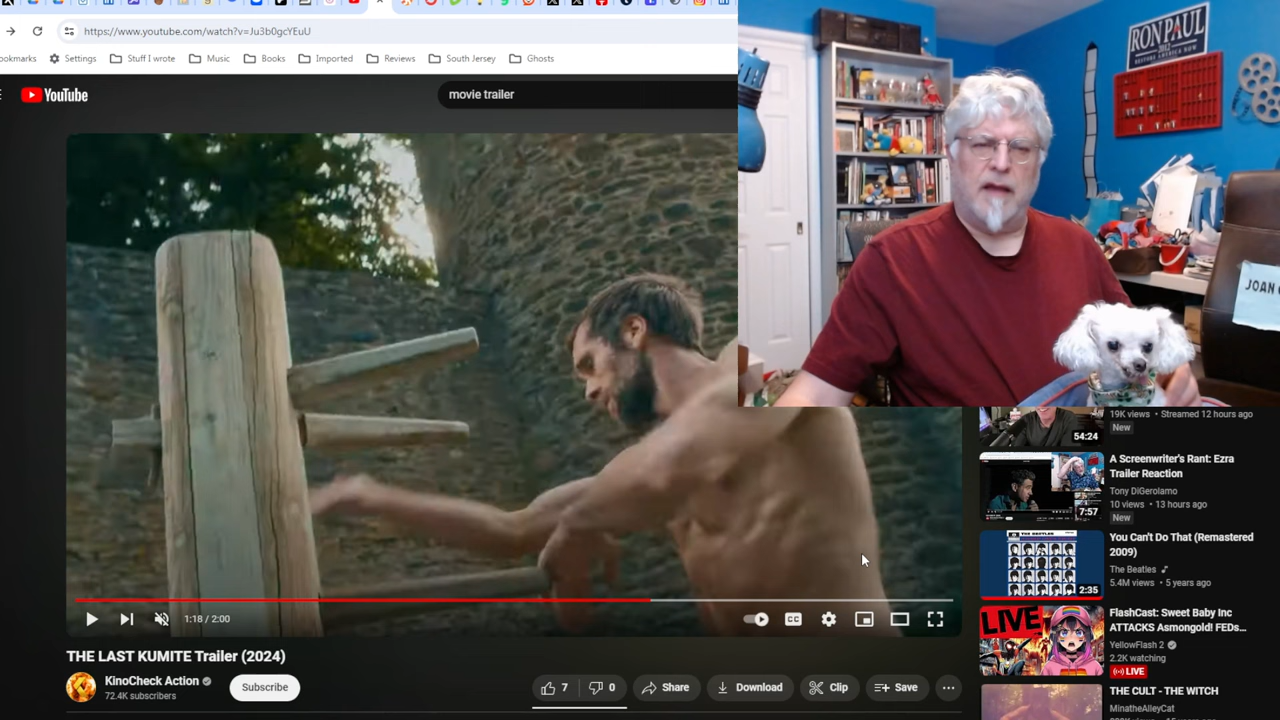 https://www.youtube.com/watch?v=Ju3b0gcYEuU
Settings
Stuff I wrote
Music
Books
Imported
Reviews
South Jersey
Ghosts
YouTube
movie trailer
RON PAUL
2012
RESTORE AMERICA NOW
JOAN
1:18 / 2:00
CC
THE LAST KUMITE Trailer (2024)
KinoCheck Action
72.4K subscribers
Subscribe
7
0
Share
Download
Clip
Save
19K views • Streamed 12 hours ago
New
54:24
A Screenwriter's Rant: Ezra
Trailer Reaction
Tony DiGerolamo
10 views • 13 hours ago
New
7:57
You Can't Do That (Remastered
2009)
The Beatles
5.4M views • 5 years ago
2:35
FlashCast: Sweet Baby Inc
ATTACKS Asmongold! FEDs...
YellowFlash 2
2.2K watching
LIVE
LIVE
THE CULT - THE WITCH
MinatheAlleyCat